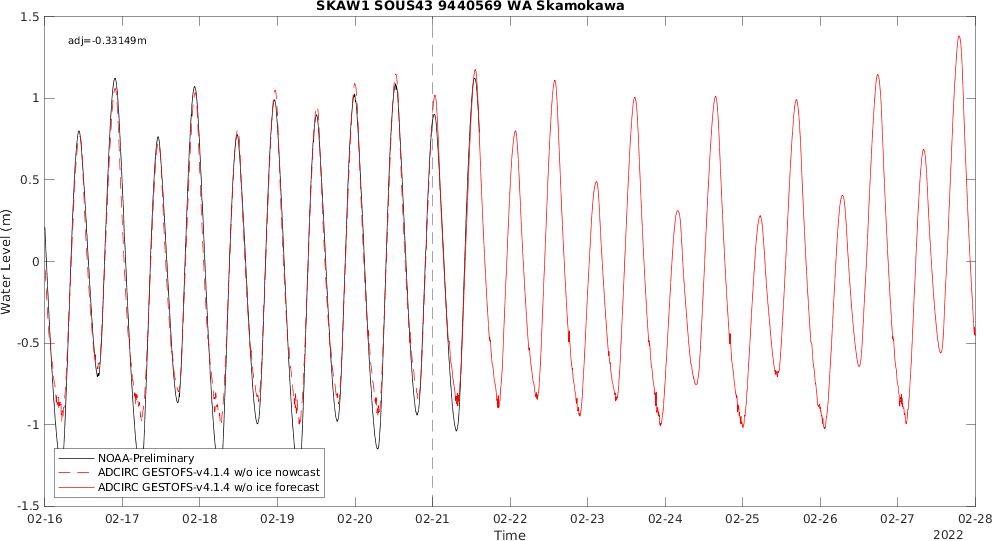 SKAW1 SOUS43 9440569 WA Skamokawa
adj=-0.33149m
Water Level (m)
1.5
1
0.5
0
-0.5
-1
-1.5
NOAA-Preliminary
ADCIRC GESTOFS-v4.1.4 w/o ice nowcast
ADCIRC GESTOFS-v4.1.4 w/o ice forecast
02-16 02-17 02-18 02-19 02-20 02-21 02-22 02-23 02-24 02-25 02-26 02-27 02-28
Time
2022